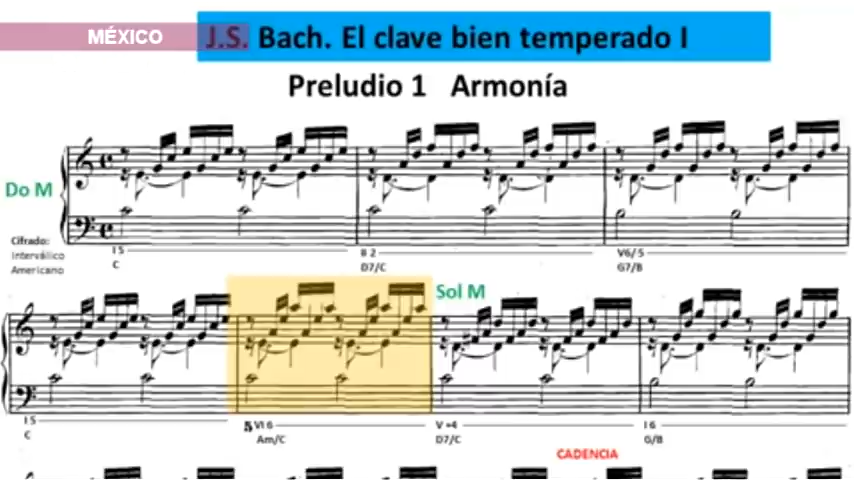 MÉXICO
J.S. Bach. El clave bien temperado I
Preludio 1 Armonía
Do M
Cifrado:
Interválico
Americano
I 5
C
II 2
D7/C
V6/ 5
G7/B
Sol M
I 5
C
5 VI 6
Am/C
V +4
D7/C
I 6
G/B
CADENCIA